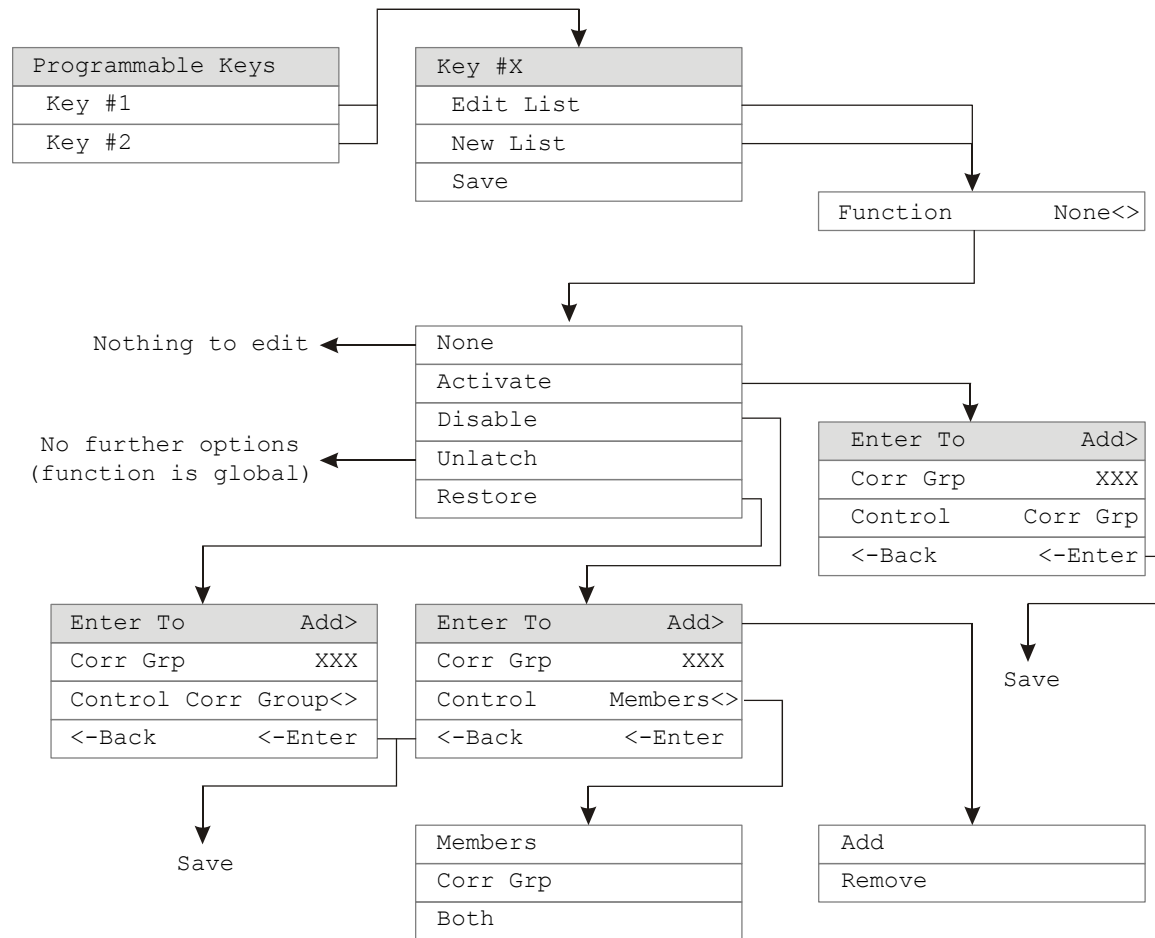 Programmable Keys
Key #1
Key #2
Key #X
Edit List
New List
Save
Function None<>
Nothing to edit
No further options
(function is global)
None
Activate
Disable
Unlatch
Restore
Enter To Add>
Corr Grp XXX
Control Corr Grp
<-Back <-Enter
Save
Enter To Add>
Corr Grp XXX
Control Corr Group<>
<-Back <-Enter
Save
Enter To Add>
Corr Grp XXX
Control Members<>
<-Back <-Enter
Members
Corr Grp
Both
Add
Remove